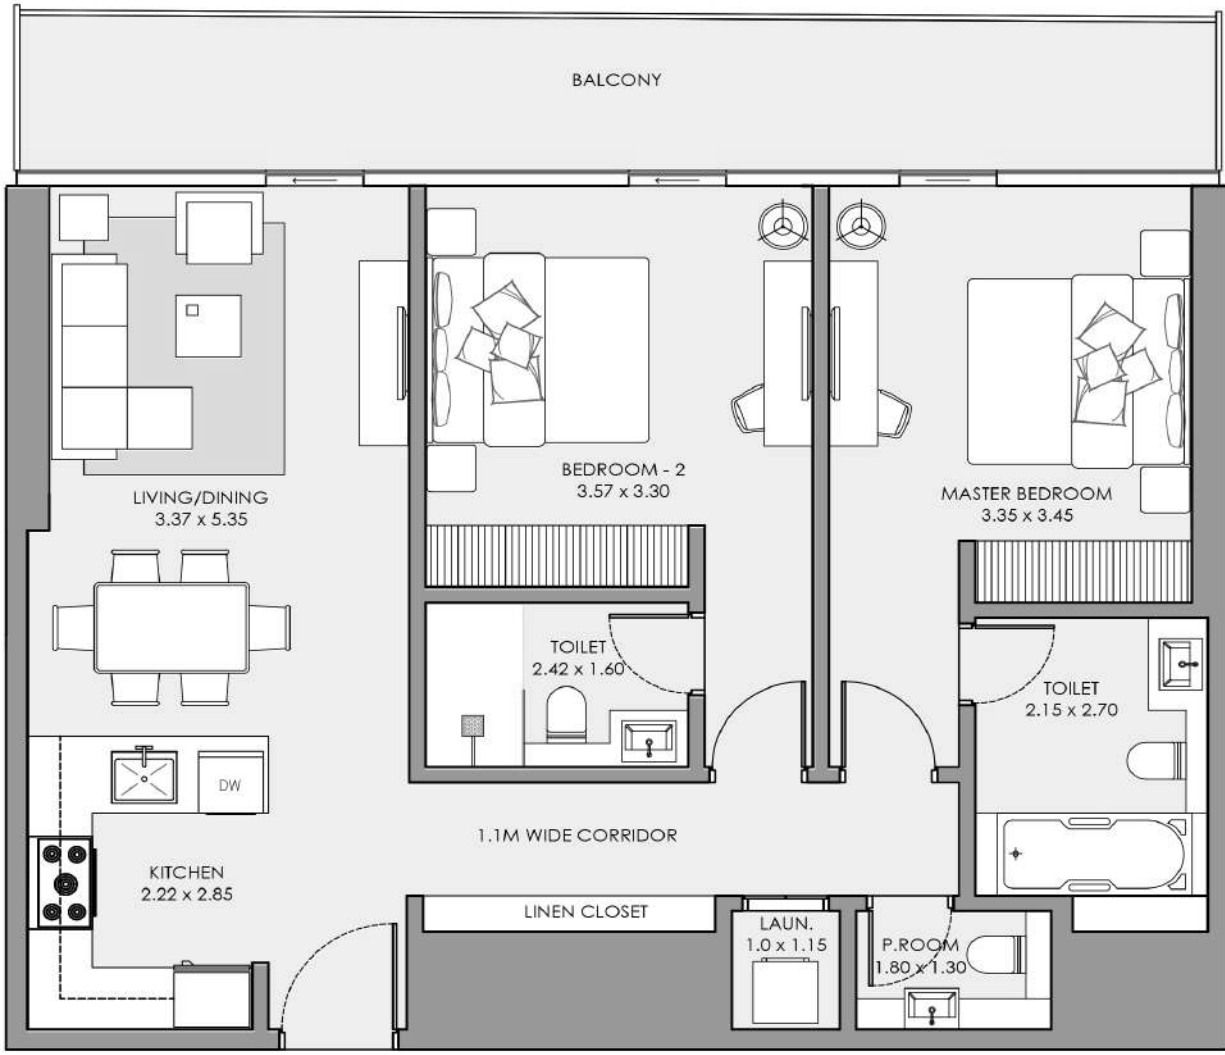 BALCONY
LIVING/DINING
3.37 x 5.35
BEDROOM - 2
3.57 x 3.30
MASTER BEDROOM
3.35 x 3.45
TOILET
2.42 x 1.60
TOILET
2.15 x 2.70
DW
KITCHEN
2.22 x 2.85
1.1M WIDE CORRIDOR
LINEN CLOSET
LAUN.
1.0 x 1.15
P.ROOM
1.80 x 1.30